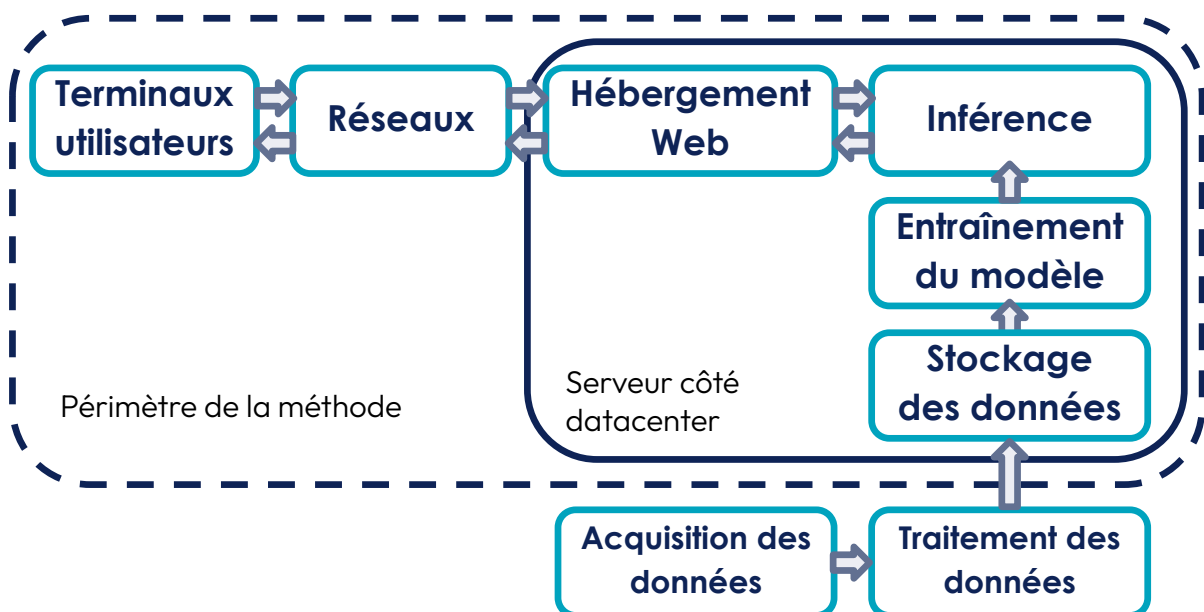 Terminaux
utilisateurs
Réseaux
Hébergement
Web
Inférence
Entraînement
du modèle
Stockage
des données
Périmètre de la méthode
Serveur côté
datacenter
Acquisition des
données
Traitement des
données